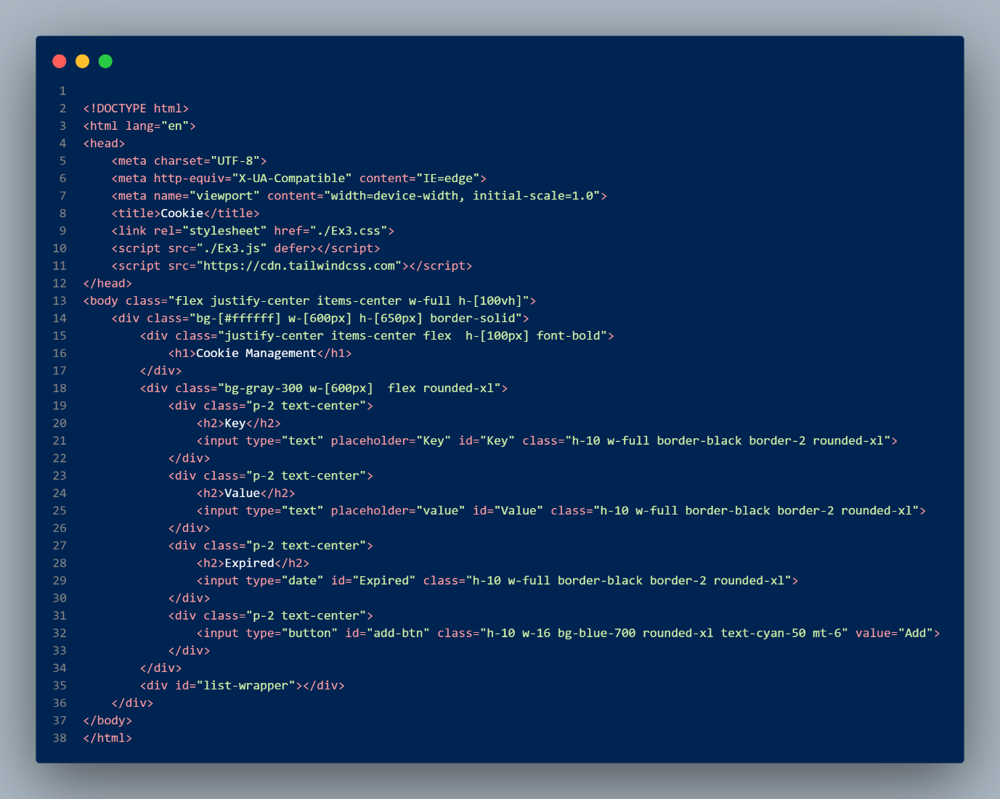 1
2 <!DOCTYPE html>
3 <html lang="en">
4 <head>
5     <meta charset="UTF-8">
6     <meta http-equiv="X-UA-Compatible" content="IE=edge">
7     <meta name="viewport" content="width=device-width, initial-scale=1.0">
8     <title>Cookie</title>
9     <link rel="stylesheet" href="./Ex3.css">
10     <script src="./Ex3.js" defer></script>
11     <script src="https://cdn.tailwindcss.com"></script>
12 </head>
13 <body class="flex justify-center items-center w-full h-[100vh]">
14     <div class="bg-[#ffffff] w-[600px] h-[650px] border-solid">
15         <div class="justify-center items-center flex  h-[100px] font-bold">
16             <h1>Cookie Management</h1>
17         </div>
18         <div class="bg-gray-300 w-[600px]  flex rounded-xl">
19             <div class="p-2 text-center">
20                 <h2>Key</h2>
21                 <input type="text" placeholder="Key" id="Key" class="h-10 w-full border-black border-2 rounded-xl">
22             </div>
23             <div class="p-2 text-center">
24                 <h2>Value</h2>
25                 <input type="text" placeholder="value" id="Value" class="h-10 w-full border-black border-2 rounded-xl">
26             </div>
27             <div class="p-2 text-center">
28                 <h2>Expired</h2>
29                 <input type="date" id="Expired" class="h-10 w-full border-black border-2 rounded-xl">
30             </div>
31             <div class="p-2 text-center">
32                 <input type="button" id="add-btn" class="h-10 w-16 bg-blue-700 rounded-xl text-cyan-50 mt-6" value="Add">
33             </div>
34         </div>
35         <div id="list-wrapper"></div>
36     </div>
37 </body>
38 </html>